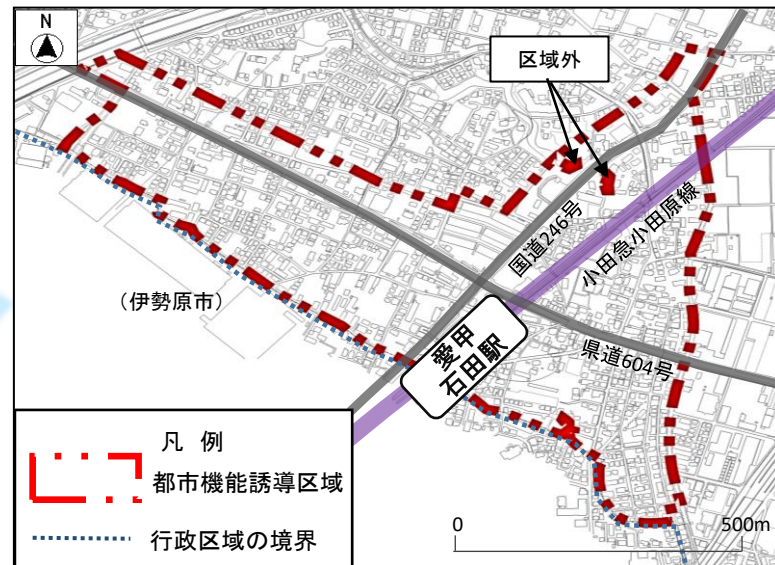 N
区域外
国道246号
小田急小田原線
（伊勢原市）
愛甲
石田駅
県道604号
凡 例
都市機能誘導区域
行政区域の境界
0
500m